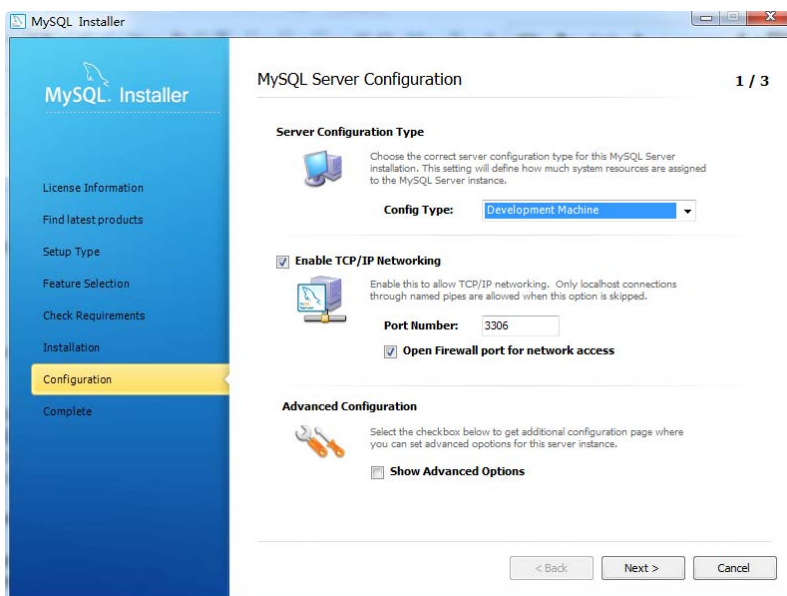 MySQL Installer
MySQL. Installer
License Information
Find latest products
Setup Type
Feature Selection
Check Requirements
Installation
Configuration
Complete
MySQL Server Configuration
1 / 3
Server Configuration Type
Choose the correct server configuration type for this MySQL Server
installation. This setting will define how much system resources are assigned
to the MySQL Server instance.
Config Type: Development Machine
Enable TCP/IP Networking
Enable this to allow TCP/IP networking. Only localhost connections
through named pipes are allowed when this option is skipped.
Port Number: 3306
Open Firewall port for network access
Advanced Configuration
Select the checkbox below to get additional configuration page where
you can set advanced opotions for this server instance.
Show Advanced Options
< Back Next > Cancel